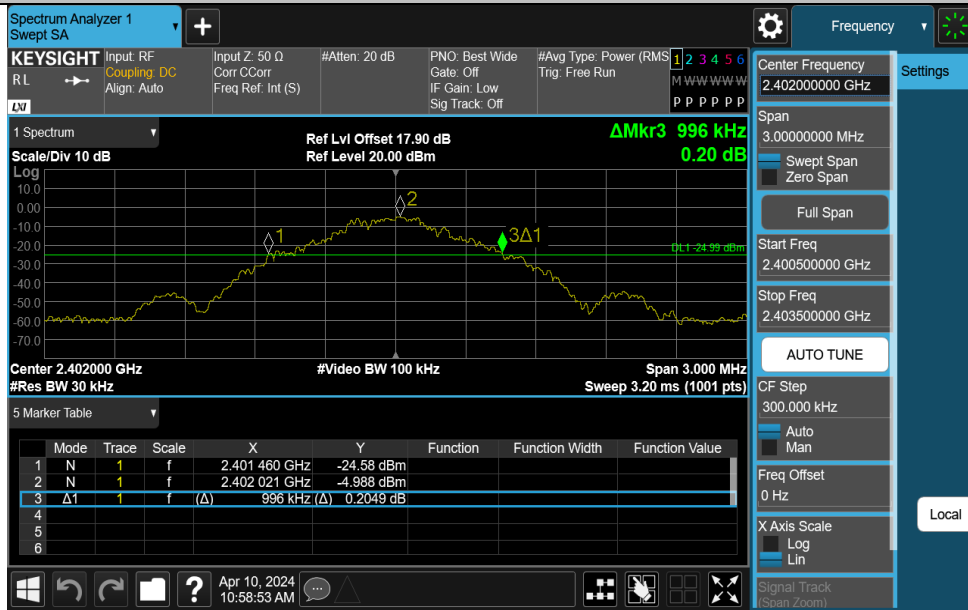 Spectrum Analyzer 1
Swept SA
+
Frequency
KEYSIGHT
RL
LXI
Input: RF
Coupling: DC
Align: Auto
Input Z: 50 Ω
Corr CCorr
Freq Ref: Int (S)
#Atten: 20 dB
PNO: Best Wide
Gate: Off
IF Gain: Low
Sig Track: Off
#Avg Type: Power (RMS
Trig: Free Run
1 2 3 4 5 6
M W W W W W
P P P P P P
1 Spectrum
Scale/Div 10 dB
Ref Lvl Offset 17.90 dB
Ref Level 20.00 dBm
ΔMkr3 996 kHz
0.20 dB
Log
10.0
0.00
-10.0
-20.0
-30.0
-40.0
-50.0
-60.0
-70.0
1
2
3Δ1
DL1 -24.99 dBm
Center 2.402000 GHz
#Res BW 30 kHz
#Video BW 100 kHz
Span 3.000 MHz
Sweep 3.20 ms (1001 pts)
5 Marker Table
Mode Trace Scale X Y Function Function Width Function Value
1 N 1 f 2.401 460 GHz -24.58 dBm
2 N 1 f 2.402 021 GHz -4.988 dBm
3 Δ1 1 f (Δ) 996 kHz (Δ) 0.2049 dB
4
5
6
?
Apr 10, 2024
10:58:53 AM
Center Frequency
2.402000000 GHz
Settings
Span
3.00000000 MHz
Swept Span
Zero Span
Full Span
Start Freq
2.400500000 GHz
Stop Freq
2.403500000 GHz
AUTO TUNE
CF Step
300.000 kHz
Auto
Man
Freq Offset
0 Hz
Local
X Axis Scale
Log
Lin
Signal Track
(Span Zoom)